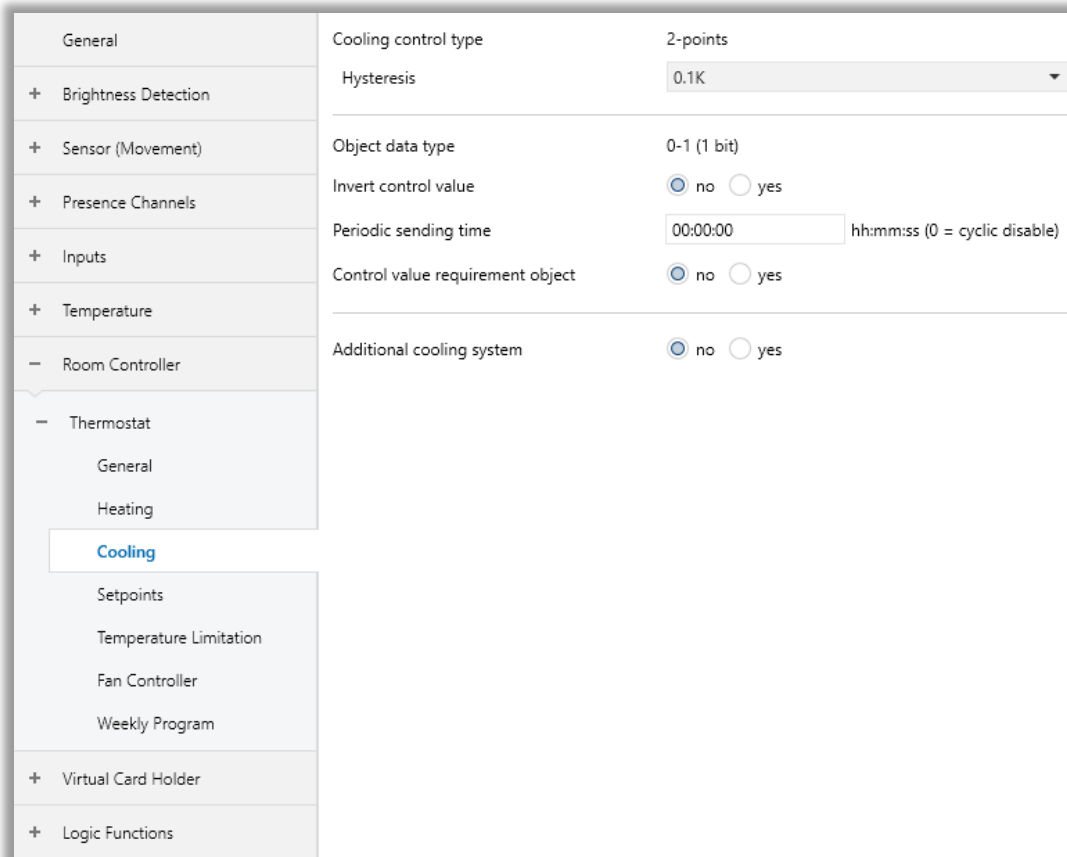 General
+ Brightness Detection
+ Sensor (Movement)
+ Presence Channels
+ Inputs
+ Temperature
− Room Controller
− Thermostat
General
Heating
Cooling
Setpoints
Temperature Limitation
Fan Controller
Weekly Program
+ Virtual Card Holder
+ Logic Functions
Cooling control type 2-points
Hysteresis 0.1K
Object data type 0-1 (1 bit)
Invert control value no yes
Periodic sending time 00:00:00 hh:mm:ss (0 = cyclic disable)
Control value requirement object no yes
Additional cooling system no yes